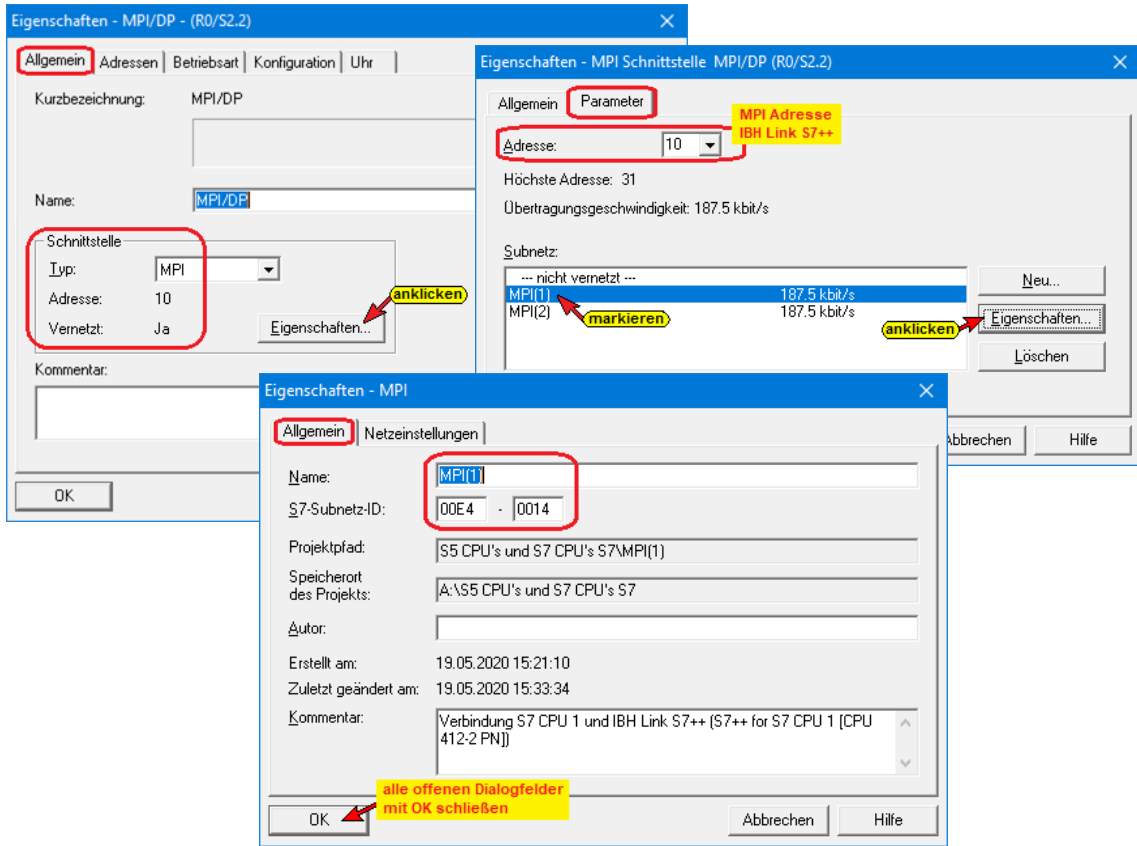 Eigenschaften - MPI/DP - (R0/S2.2)
Allgemein Adressen Betriebsart Konfiguration Uhr
Kurzbezeichnung: MPI/DP
Name: MPI/DP
Schnittstelle
Typ: MPI
Adresse: 10
Vernetzt: Ja
Eigenschaften...
anklicken
Kommentar:
OK
Eigenschaften - MPI Schnittstelle MPI/DP (R0/S2.2)
Allgemein Parameter
MPI Adresse
IBH Link S7++
Adresse: 10
Höchste Adresse: 31
Übertragungsgeschwindigkeit: 187.5 kbit/s
Subnetz:
--- nicht vernetzt ---
MPI(1) 187.5 kbit/s
MPI(2) 187.5 kbit/s
markieren
Neu...
anklicken
Eigenschaften...
Löschen
Abbrechen Hilfe
Eigenschaften - MPI
Allgemein Netzeinstellungen
Name: MPI(1)
S7-Subnetz-ID: 00E4 - 0014
Projektpfad: S5 CPU's und S7 CPU's S7\MPI(1)
Speicherort
des Projekts: A:\S5 CPU's und S7 CPU's S7
Autor:
Erstellt am: 19.05.2020 15:21:10
Zuletzt geändert am: 19.05.2020 15:33:34
Kommentar: Verbindung S7 CPU 1 und IBH Link S7++ (S7++ for S7 CPU 1 [CPU
412-2 PN])
alle offenen Dialogfelder
mit OK schließen
OK Abbrechen Hilfe